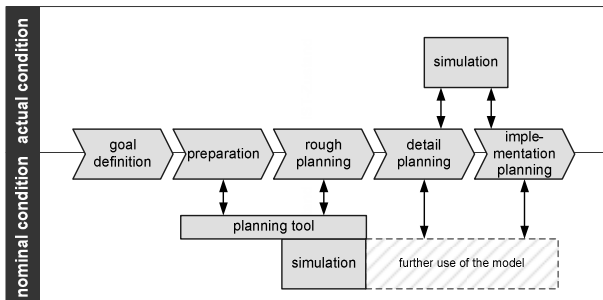 actual condition
nominal condition
simulation
goal
definition
preparation
rough
planning
detail
planning
imple-
mentation
planning
planning tool
simulation
further use of the model